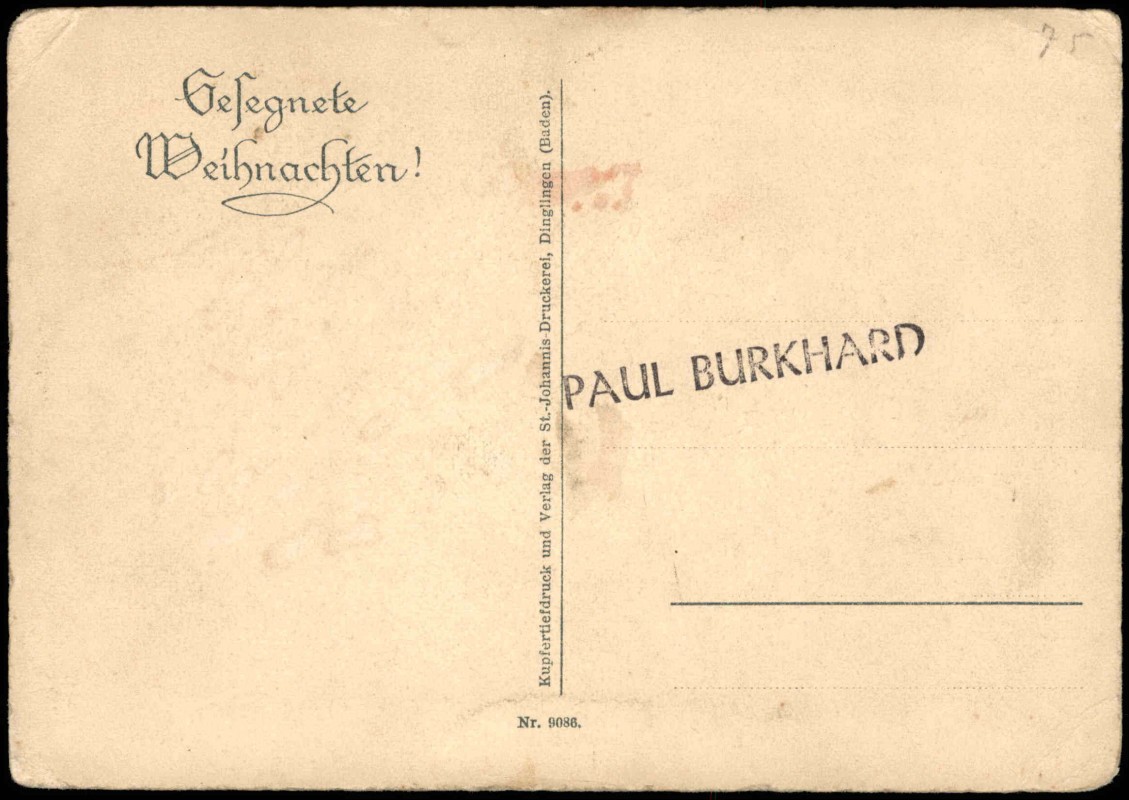 Gesegnete
Weihnachten!
Kupfertiefdruck und Verlag der St.-Johannis-Druckerei, Dinglingen (Baden).
75
PAUL BURKHARD
Nr. 9086.